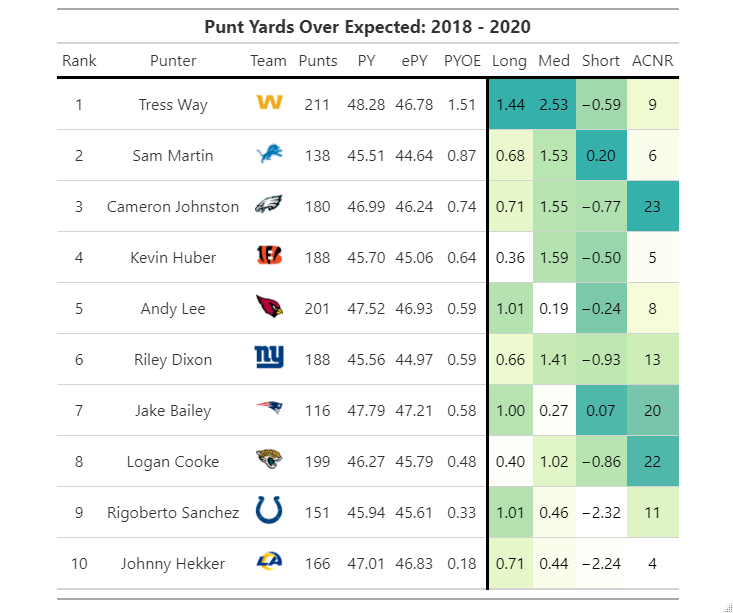 Punt Yards Over Expected: 2018 - 2020
Rank Punter Team Punts PY ePY PYOE Long Med Short ACNR
1 Tress Way W 211 48.28 46.78 1.51 1.44 2.53 −0.59 9
2 Sam Martin 138 45.51 44.64 0.87 0.68 1.53 0.20 6
3 Cameron Johnston 180 46.99 46.24 0.74 0.71 1.55 −0.77 23
4 Kevin Huber B 188 45.70 45.06 0.64 0.36 1.59 −0.50 5
5 Andy Lee 201 47.52 46.93 0.59 1.01 0.19 −0.24 8
6 Riley Dixon ny 188 45.56 44.97 0.59 0.66 1.41 −0.93 13
7 Jake Bailey 116 47.79 47.21 0.58 1.00 0.27 0.07 20
8 Logan Cooke 199 46.27 45.79 0.48 0.40 1.02 −0.86 22
9 Rigoberto Sanchez 151 45.94 45.61 0.33 1.01 0.46 −2.32 11
10 Johnny Hekker LA 166 47.01 46.83 0.18 0.71 0.44 −2.24 4